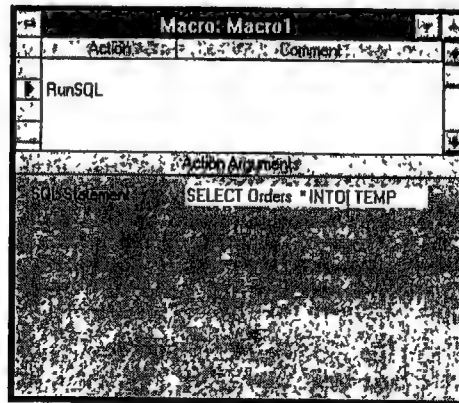 Macro: Macro1
Action Comment
RunSQL
Action Arguments
SQL Statement SELECT Orders * INTO[ TEMP